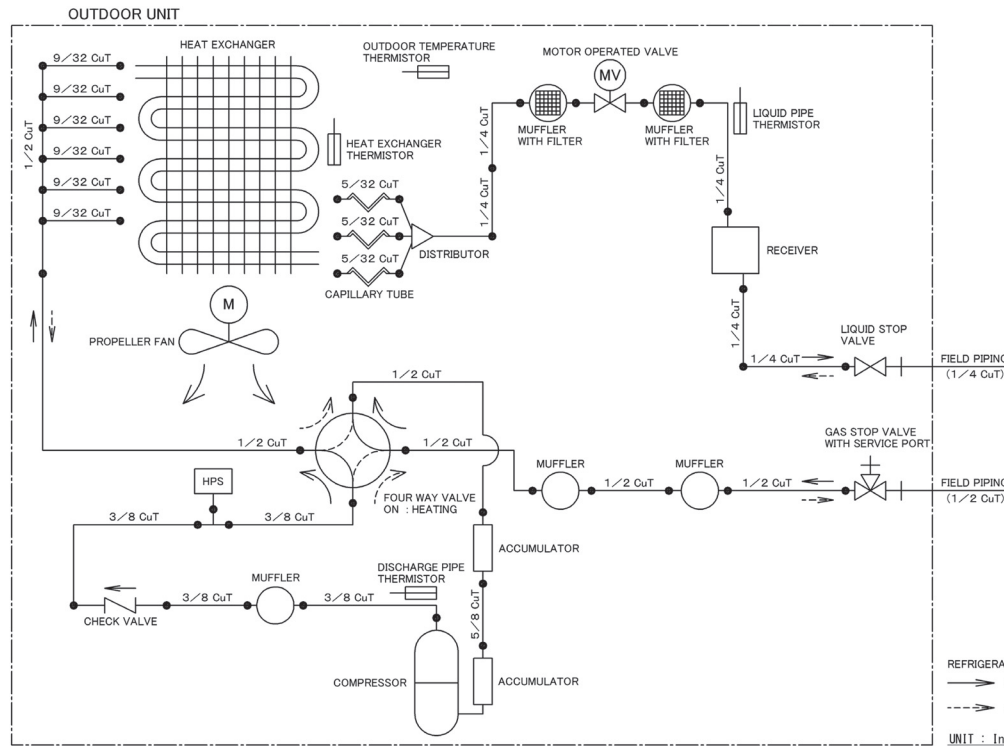 OUTDOOR UNIT
HEAT EXCHANGER
OUTDOOR TEMPERATURE
THERMISTOR
MOTOR OPERATED VALVE
MV
9/32 CuT
9/32 CuT
9/32 CuT
9/32 CuT
9/32 CuT
9/32 CuT
1/2 CuT
HEAT EXCHANGER
THERMISTOR
MUFFLER
WITH FILTER
MUFFLER
WITH FILTER
LIQUID PIPE
THERMISTOR
1/4 CuT
1/4 CuT
1/4 CuT
5/32 CuT
5/32 CuT
5/32 CuT
DISTRIBUTOR
CAPILLARY TUBE
RECEIVER
M
PROPELLER FAN
1/4 CuT
1/4 CuT
LIQUID STOP
VALVE
FIELD PIPING
(1/4 CuT)
1/2 CuT
1/2 CuT
1/2 CuT
GAS STOP VALVE
WITH SERVICE PORT
MUFFLER
MUFFLER
1/2 CuT
1/2 CuT
FIELD PIPING
(1/2 CuT)
HPS
FOUR WAY VALVE
ON : HEATING
3/8 CuT
3/8 CuT
ACCUMULATOR
DISCHARGE PIPE
THERMISTOR
MUFFLER
3/8 CuT
3/8 CuT
CHECK VALVE
5/8 CuT
COMPRESSOR
ACCUMULATOR
REFRIGERA
UNIT : In